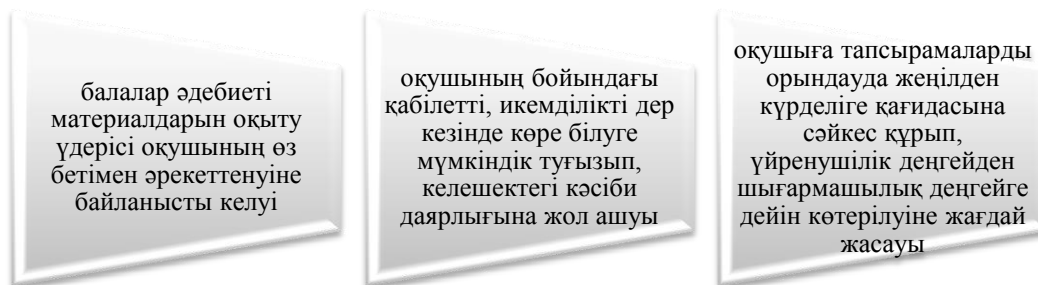 балалар әдебиеті
материалдарын оқыту
үдерісі оқушының өз
бетімен әрекеттенуіне
байланысты келуі
оқушының бойындағы
қабілетті, икемділікті дер
кезінде көре білуге
мүмкіндік туғызып,
келешектегі кәсіби
даярлығына жол ашуы
оқушыға тапсырамаларды
орындауда жеңілден
күрделіге қағидасына
сәйкес құрып,
үйренушілік деңгейден
шығармашылық деңгейге
дейін көтерілуіне жағдай
жасауы